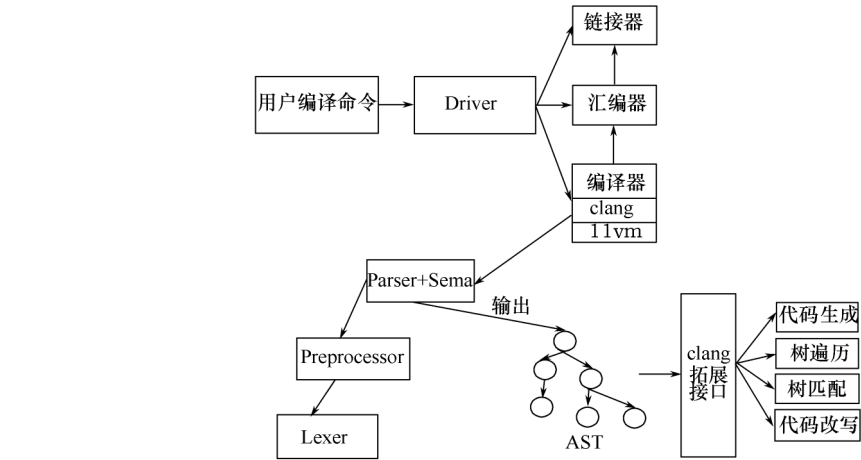 链接器
用户编译命令
Driver
汇编器
编译器
clang
11vm
Parser+Sema
输出
Preprocessor
Lexer
AST
clang
拓展
接口
代码生成
树遍历
树匹配
代码改写